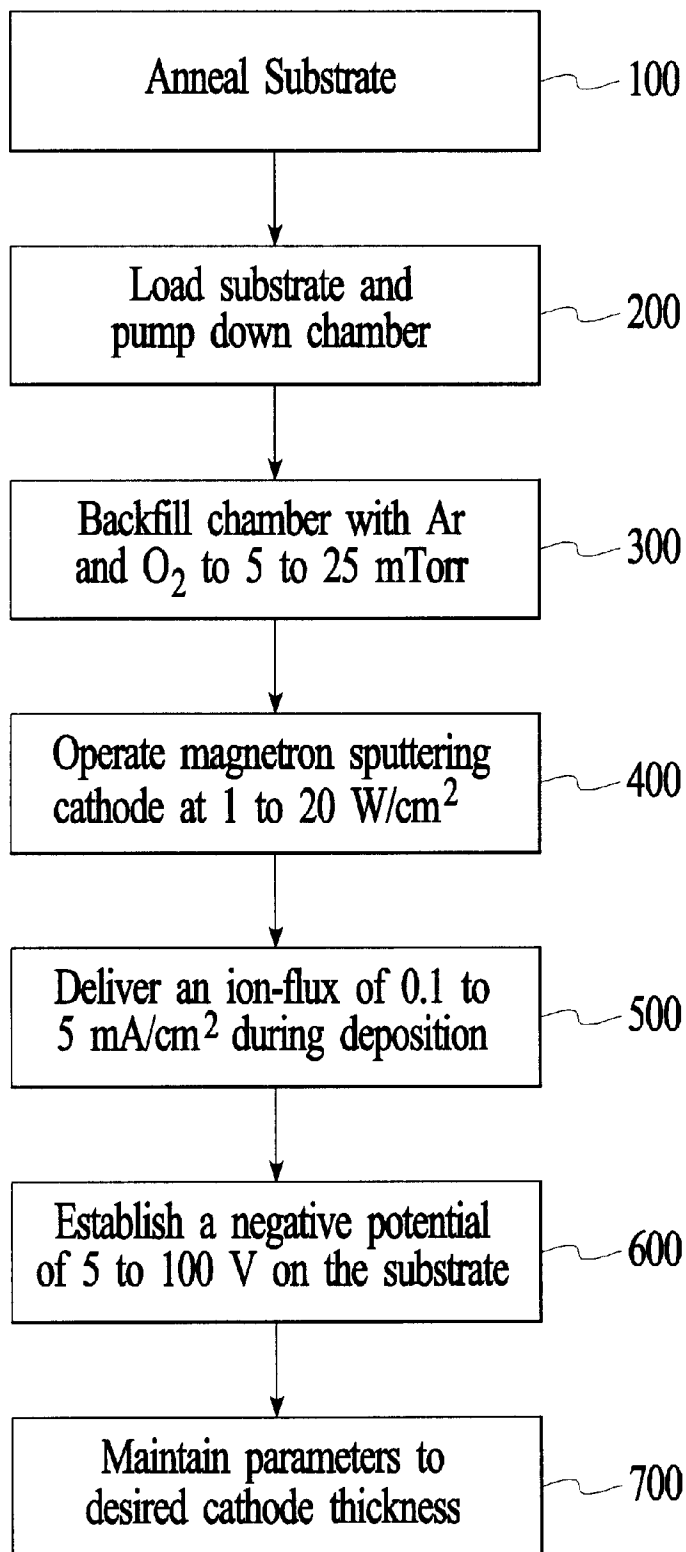 Anneal Substrate
100
Load substrate and
pump down chamber
200
Backfill chamber with Ar
and O2 to 5 to 25 mTorr
300
Operate magnetron sputtering
cathode at 1 to 20 W/cm2
400
Deliver an ion-flux of 0.1 to
5 mA/cm2 during deposition
500
Establish a negative potential
of 5 to 100 V on the substrate
600
Maintain parameters to
desired cathode thickness
700